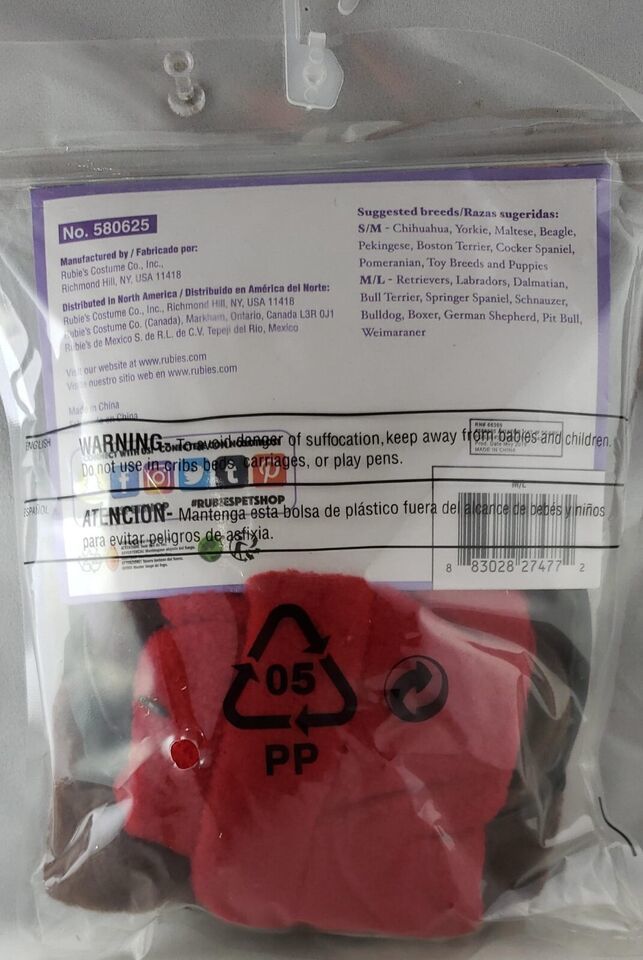 No. 580625
Manufactured by / Fabricado por:
Rubie's Costume Co., Inc.,
Richmond Hill, NY, USA 11418
Distributed in North America / Distribuido en América del Norte:
Rubie's Costume Co., Inc., Richmond Hill, NY, USA 11418
Rubie's Costume Co. (Canada), Markham, Ontario, Canada L3R 0J1
Rubie's de Mexico S. de R.L. de C.V. Tepeji del Rio, Mexico
Visit our website at www.rubies.com
Visite nuestro sitio web en www.rubies.com
Made in China
China
Suggested breeds/Razas sugeridas:
S/M - Chihuahua, Yorkie, Maltese, Beagle,
Pekingese, Boston Terrier, Cocker Spaniel,
Pomeranian, Toy Breeds and Puppies
M/L - Retrievers, Labradors, Dalmatian,
Bull Terrier, Springer Spaniel, Schnauzer,
Bulldog, Boxer, German Shepherd, Pit Bull,
Weimaraner
ENGLISH
WARNING- To avoid danger of suffocation, keep away from babies and children.
Do not use in cribs beds, carriages, or play pens.
MADE IN CHINA
#RUBIESPETSHOP
M/L
ESPAÑOL
ATENCION- Mantenga esta bolsa de plástico fuera del alcance de bebés y niños
para evitar peligros de asfixia.
8 83028 27477 2
05
PP